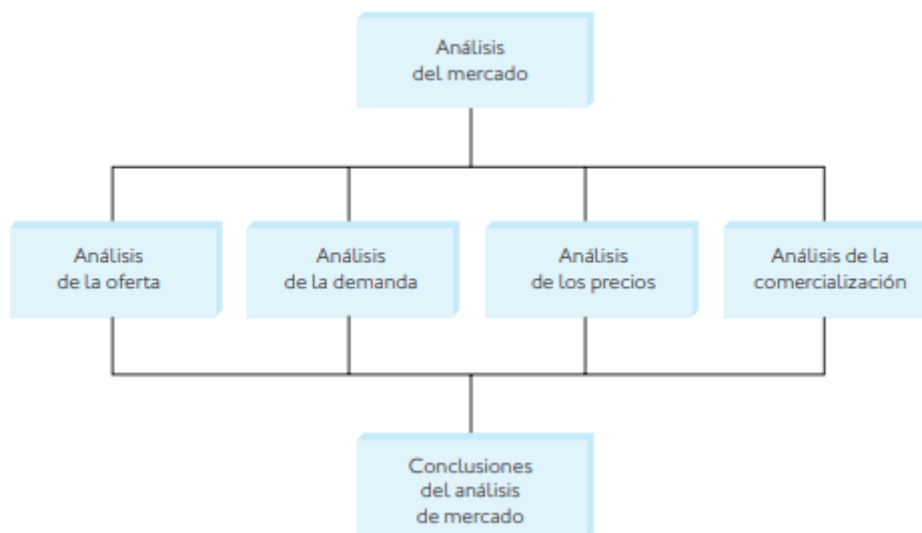 Análisis
del mercado
Análisis
de la oferta
Análisis
de la demanda
Análisis
de los precios
Análisis de la
comercialización
Conclusiones
del análisis
de mercado